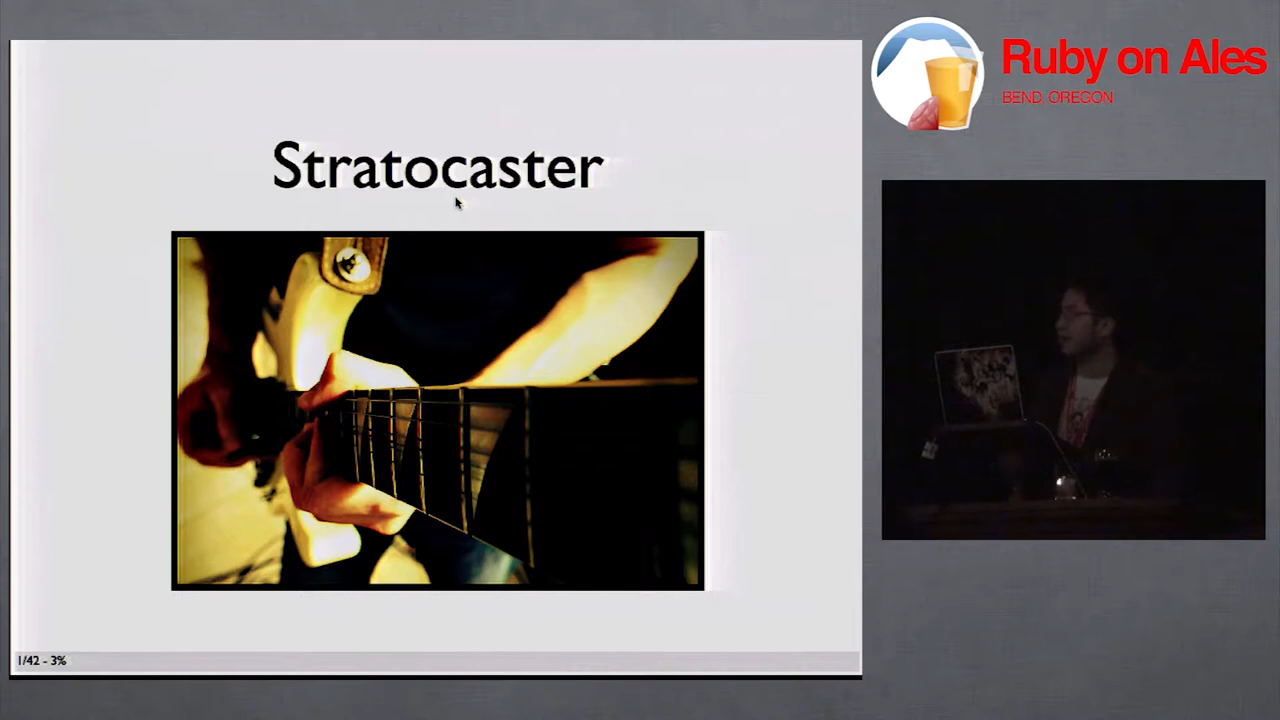 Stratocaster
1/42 - 3%
Ruby on Ales
BEND, OREGON